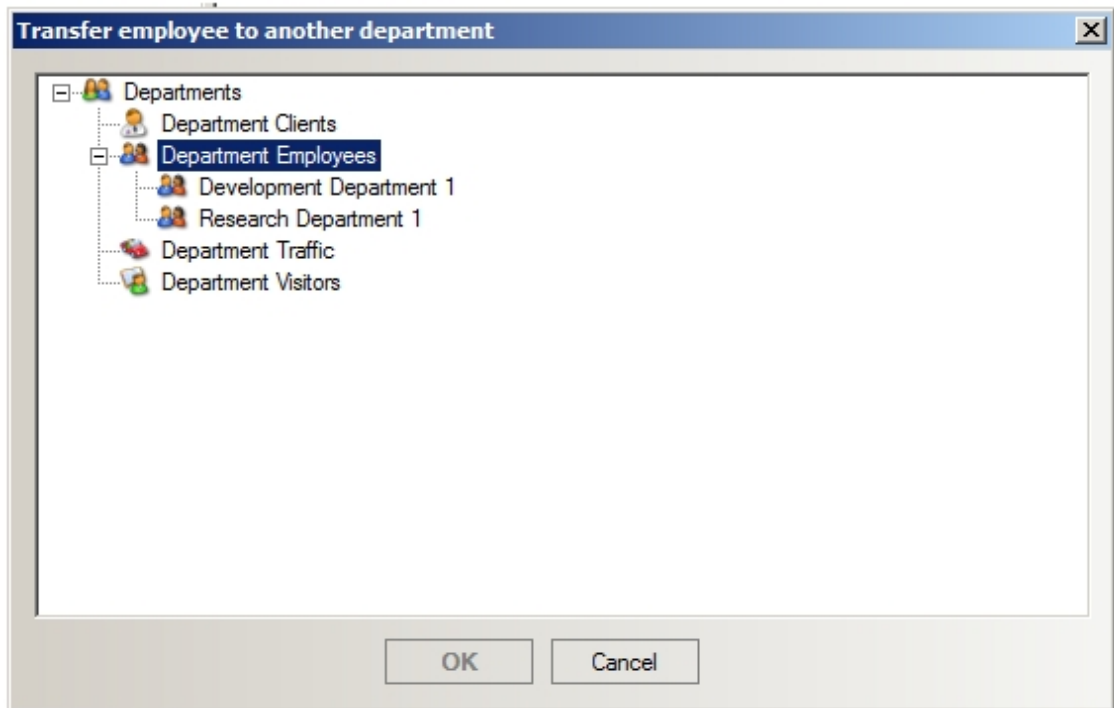 Transfer employee to another department
Departments
Department Clients
Department Employees
Development Department 1
Research Department 1
Department Traffic
Department Visitors
OK Cancel